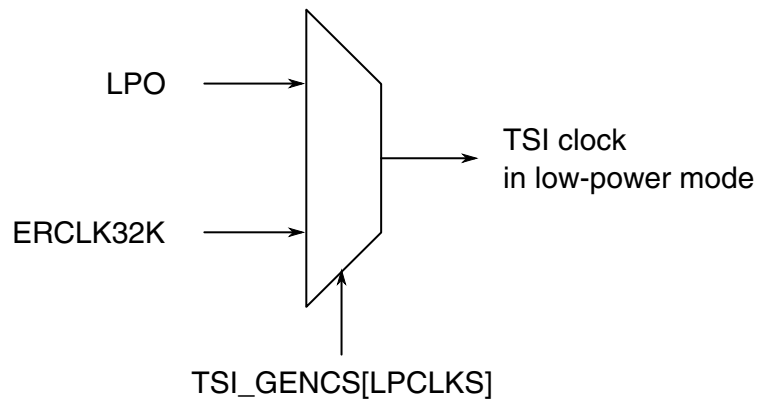 LPO
TSI clock
in low-power mode
ERCLK32K
TSI_GENCS[LPCLKS]